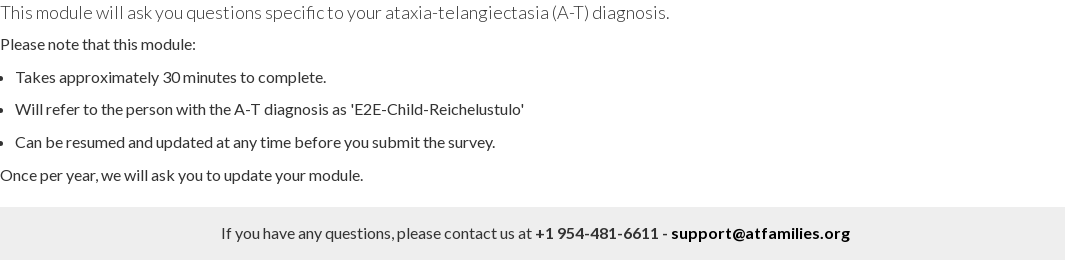 This module will ask you questions specific to your ataxia-telangiectasia (A-T) diagnosis.
Please note that this module:
• Takes approximately 30 minutes to complete.
• Will refer to the person with the A-T diagnosis as 'E2E-Child-Reichelustulo'
• Can be resumed and updated at any time before you submit the survey.
Once per year, we will ask you to update your module.
If you have any questions, please contact us at +1 954-481-6611 - support@atfamilies.org